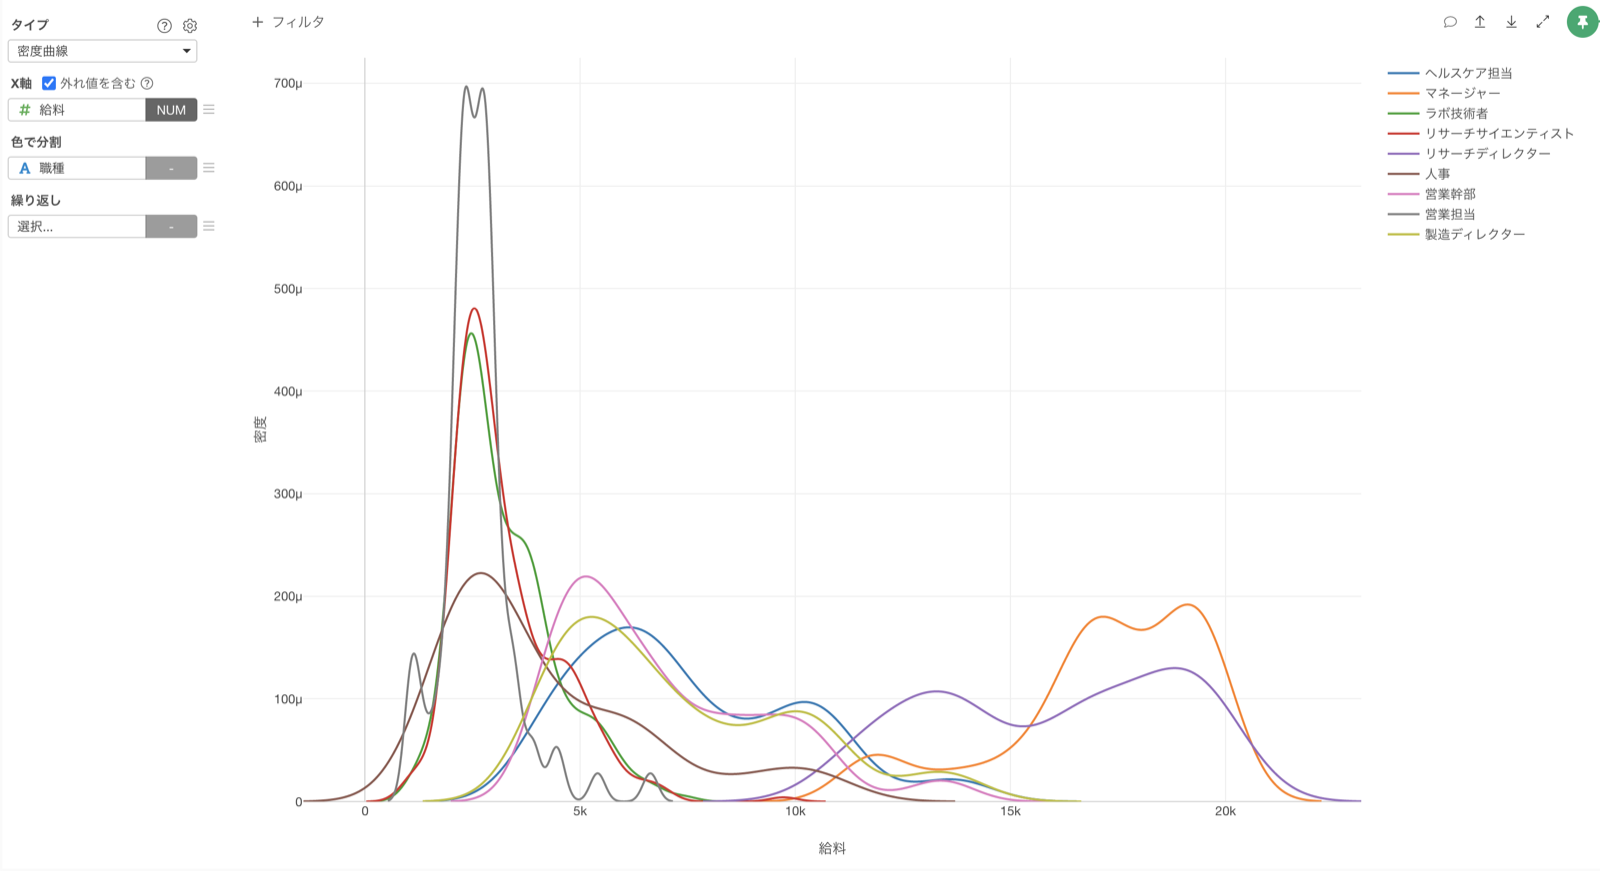 タイプ
密度曲線
X軸 外れ値を含む
# 給料 NUM
色で分割
A 職種 -
繰り返し
選択... -
+ フィルタ
700μ
600μ
500μ
400μ
300μ
200μ
100μ
0
密度
0 5k 10k 15k 20k
給料
ヘルスケア担当
マネージャー
ラボ技術者
リサーチサイエンティスト
リサーチディレクター
人事
営業幹部
営業担当
製造ディレクター